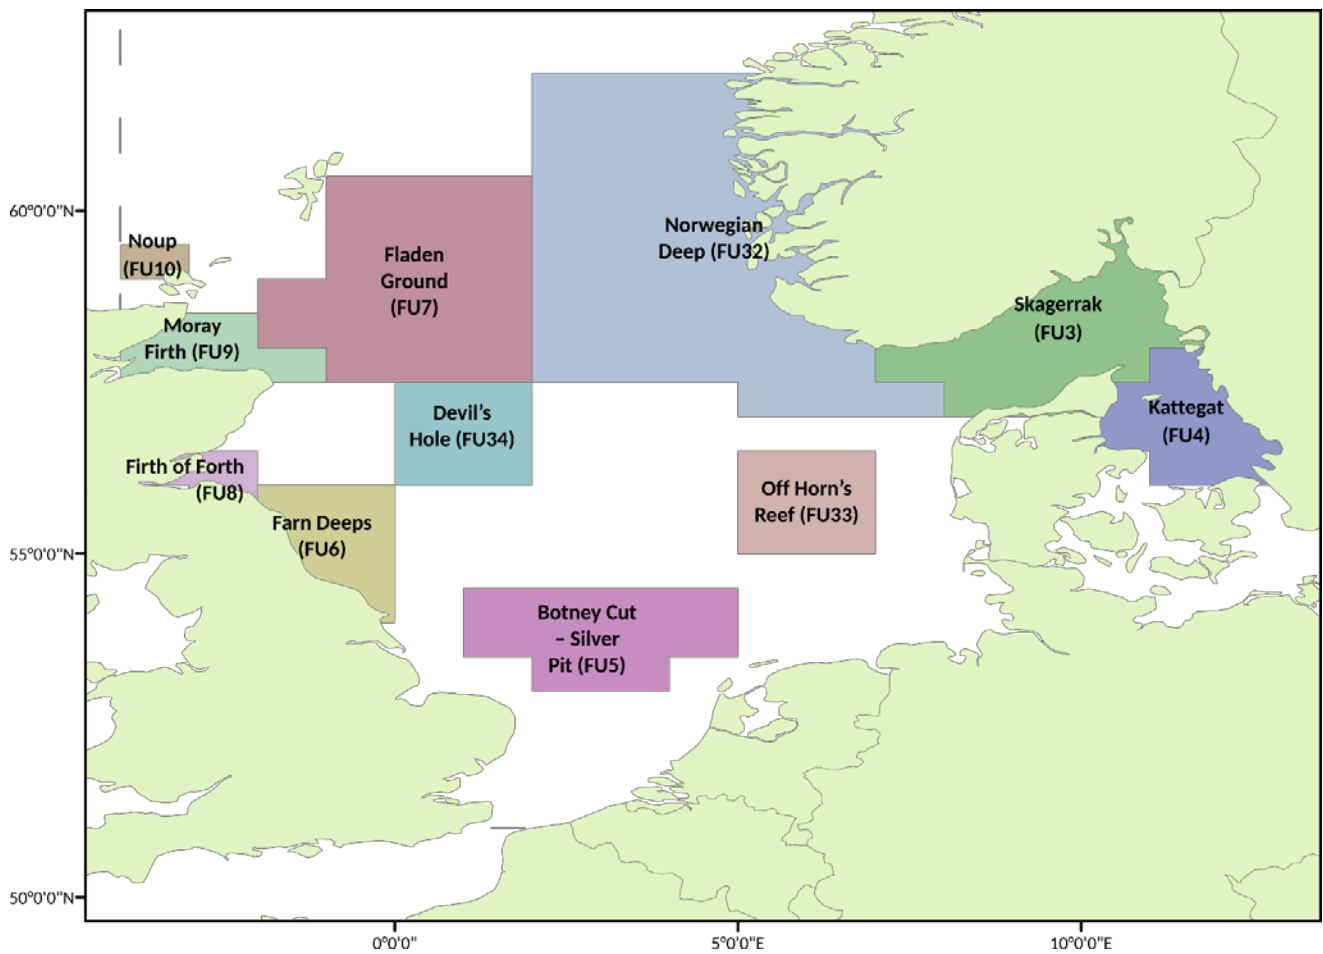 60°0'0"N
Noup
(FU10)
Norwegian
Deep (FU32)
Fladen
Ground
(FU7)
Skagerrak
(FU3)
Moray
Firth (FU9)
Devil’s
Hole (FU34)
Kattegat
(FU4)
Firth of Forth
(FU8)
Off Horn’s
Reef (FU33)
Farn Deeps
(FU6)
55°0'0"N
Botney Cut
– Silver
Pit (FU5)
50°0'0"N
0°0'0"
5°0'0"E
10°0'0"E